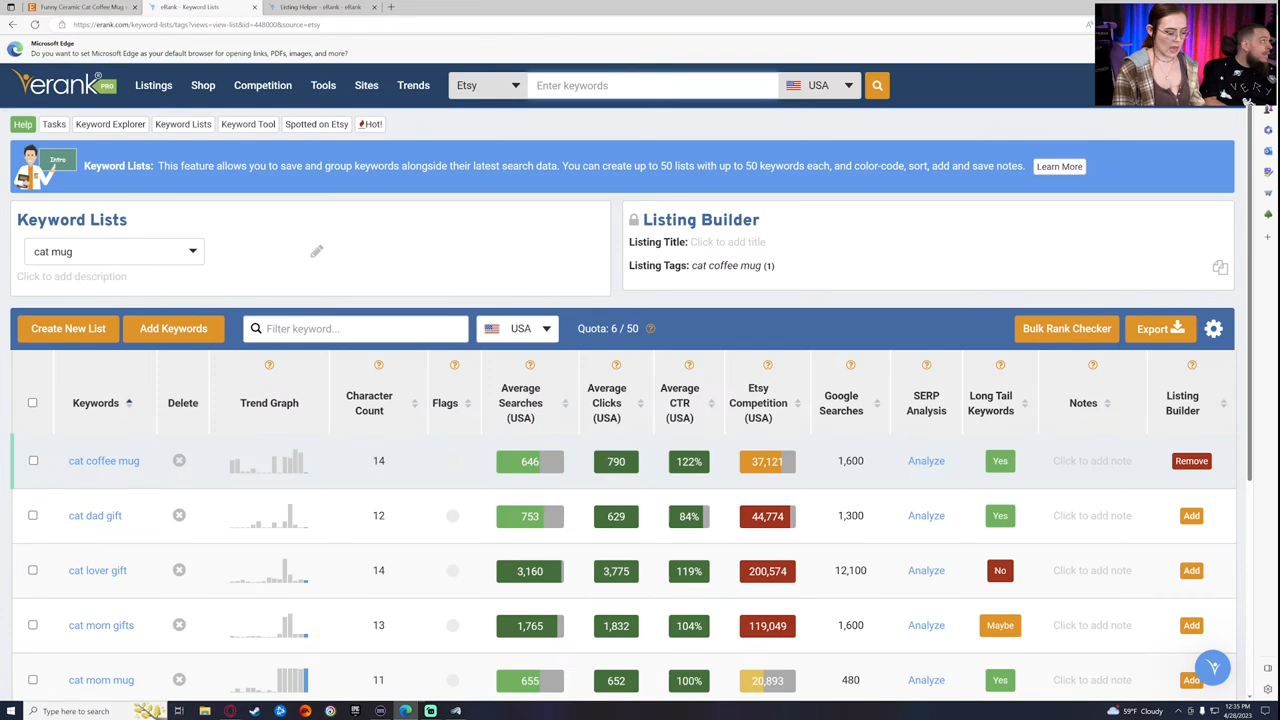 Funny Ceramic Cat Coffee Mug
eRank - Keyword Lists
Listing Helper - eRank - eRank
https://erank.com/keyword-lists/tags?views=view-list&id=448000&source=etsy
Microsoft Edge
Do you want to set Microsoft Edge as your default browser for opening links, PDFs, images, and more?
erank PRO Listings Shop Competition Tools Sites Trends Etsy Enter keywords USA
Help Tasks Keyword Explorer Keyword Lists Keyword Tool Spotted on Etsy Hot!
Intro
Keyword Lists: This feature allows you to save and group keywords alongside their latest search data. You can create up to 50 lists with up to 50 keywords each, and color-code, sort, add and save notes. Learn More
Keyword Lists
cat mug
Click to add description
Listing Builder
Listing Title: Click to add title
Listing Tags: cat coffee mug (1)
Create New List Add Keywords Filter keyword... USA Quota: 6 / 50 Bulk Rank Checker Export
Keywords Delete Trend Graph Character Count Flags Average Searches (USA) Average Clicks (USA) Average CTR (USA) Etsy Competition (USA) Google Searches SERP Analysis Long Tail Keywords Notes Listing Builder
cat coffee mug 14 646 790 122% 37,121 1,600 Analyze Yes Click to add note Remove
cat dad gift 12 753 629 84% 44,774 1,300 Analyze Yes Click to add note Add
cat lover gift 14 3,160 3,775 119% 200,574 12,100 Analyze No Click to add note Add
cat mom gifts 13 1,765 1,832 104% 119,049 1,600 Analyze Maybe Click to add note Add
cat mom mug 11 655 652 100% 20,893 480 Analyze Yes Click to add note Add
Type here to search
59°F Cloudy
12:35 PM
4/28/2023